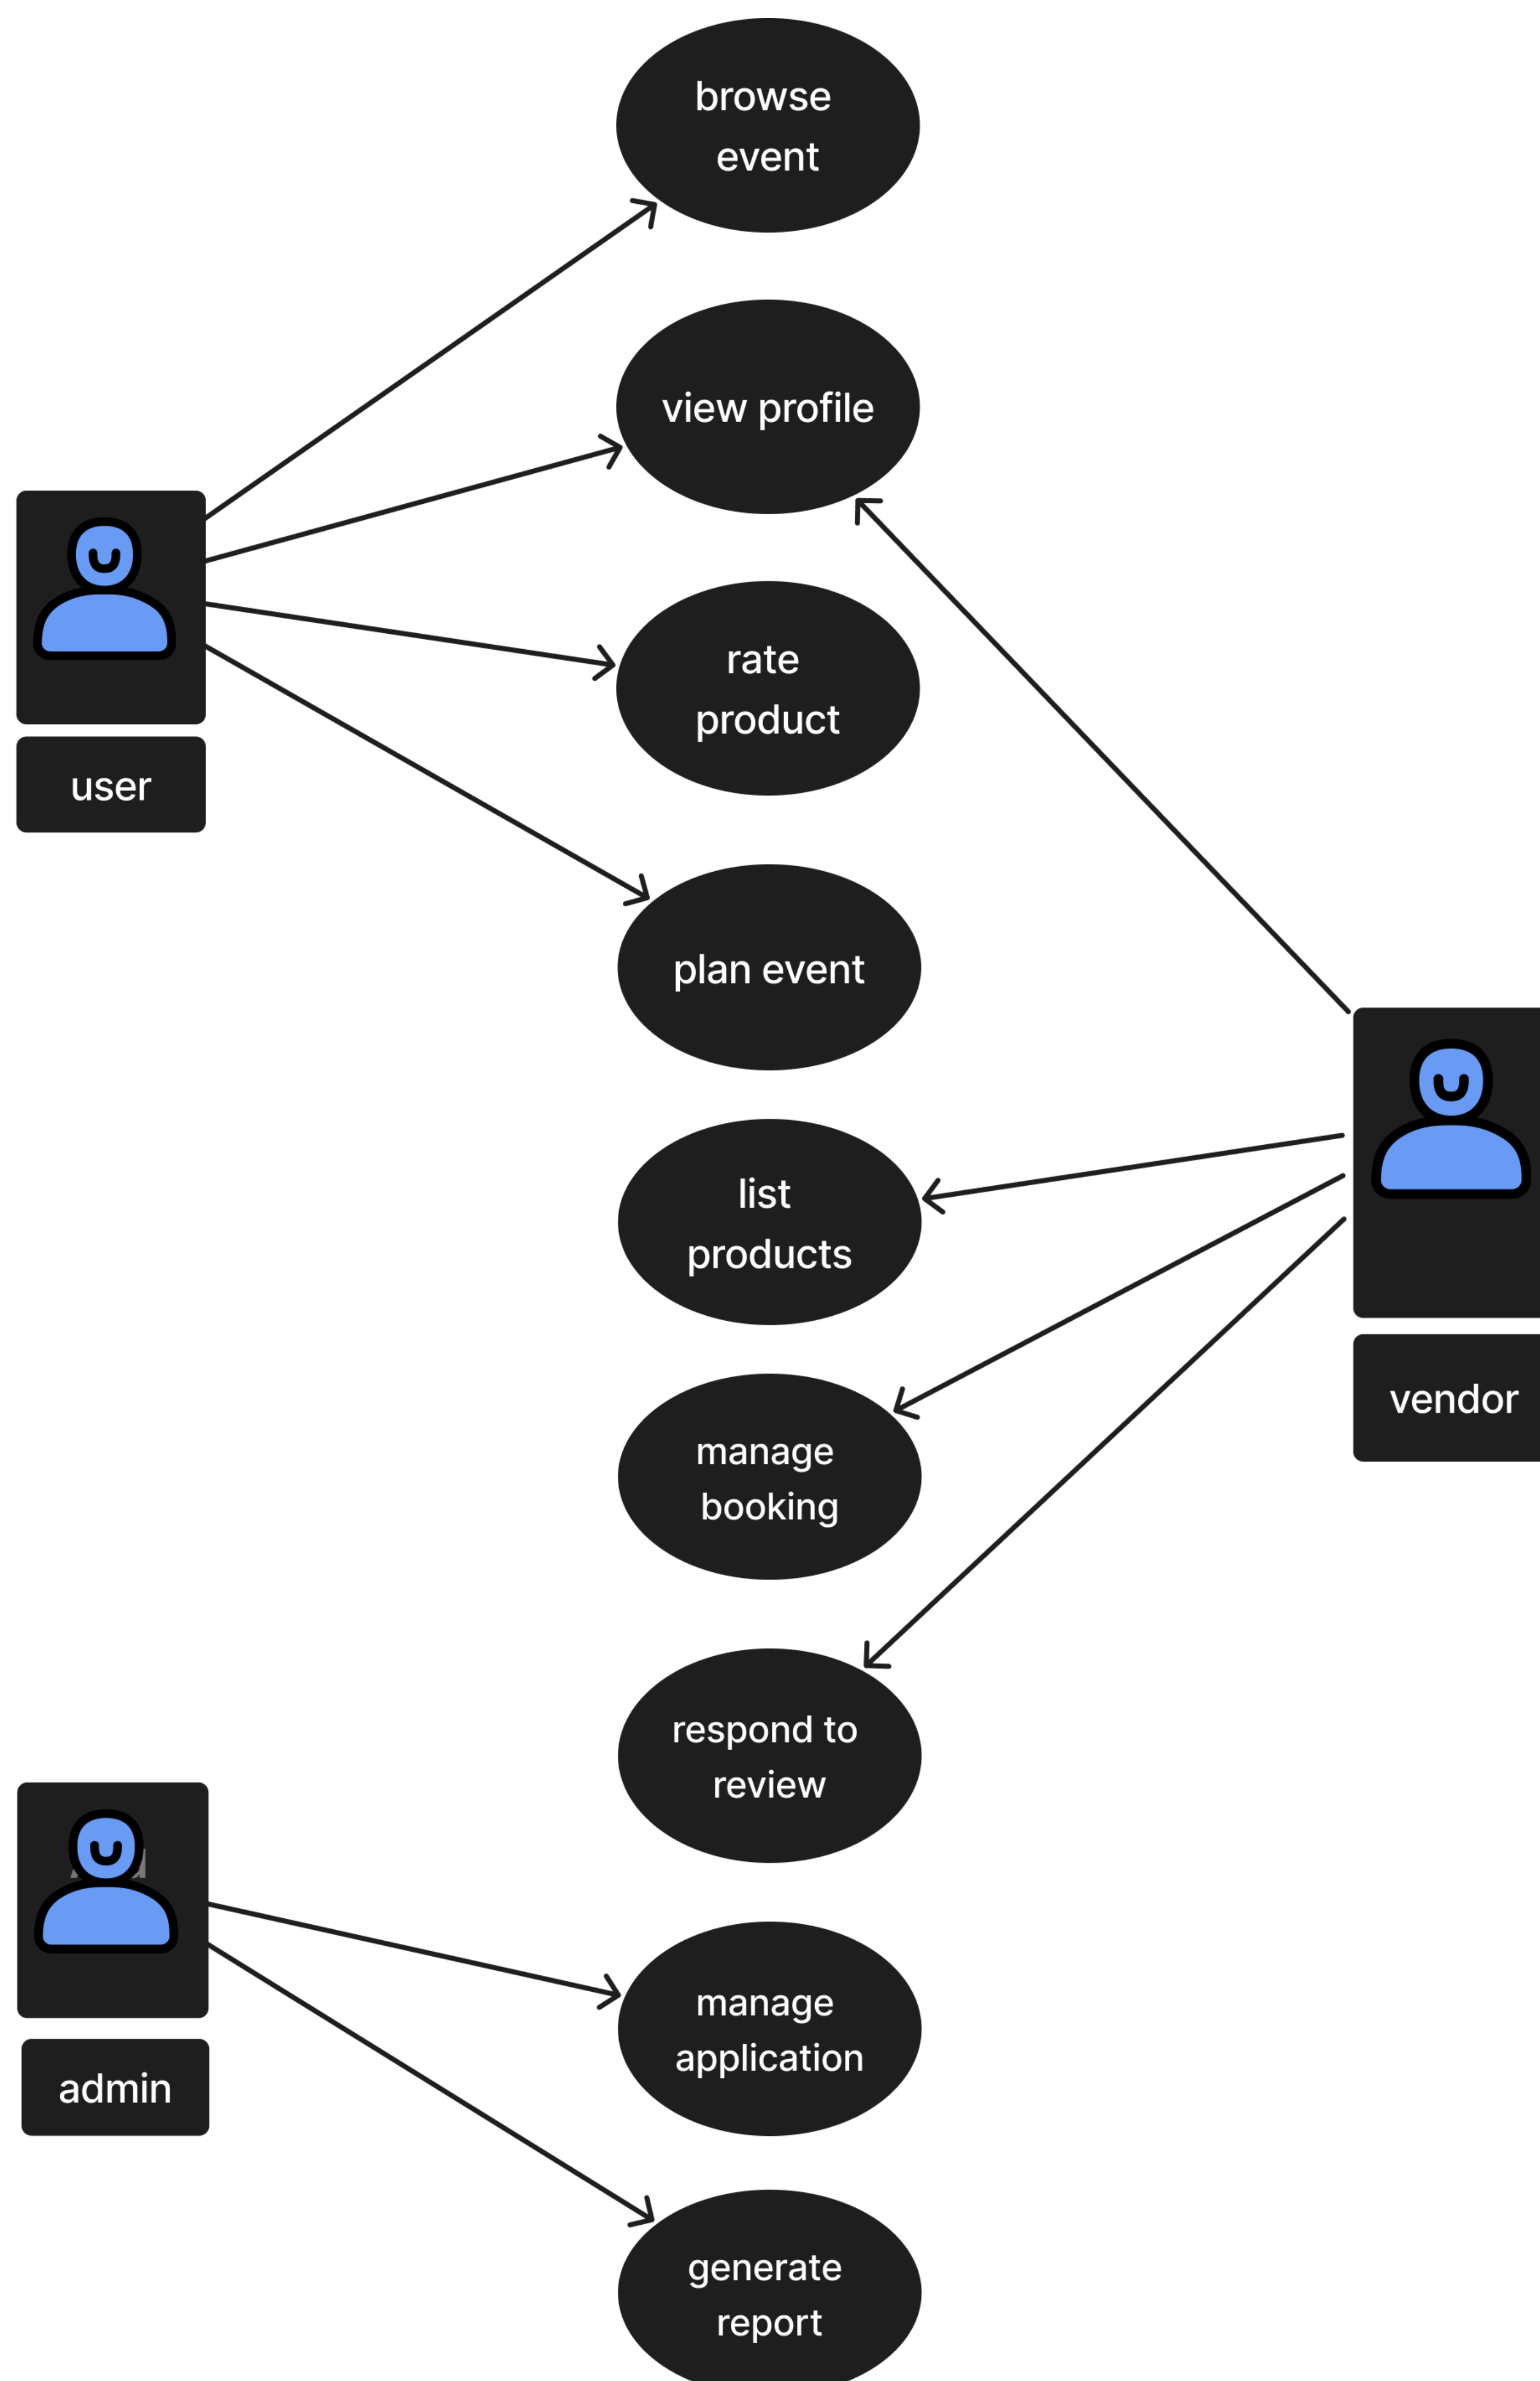 browse
event
view profile
rate
product
user
plan event
list
products
vendor
manage
booking
respond to
review
manage
application
admin
generate
report